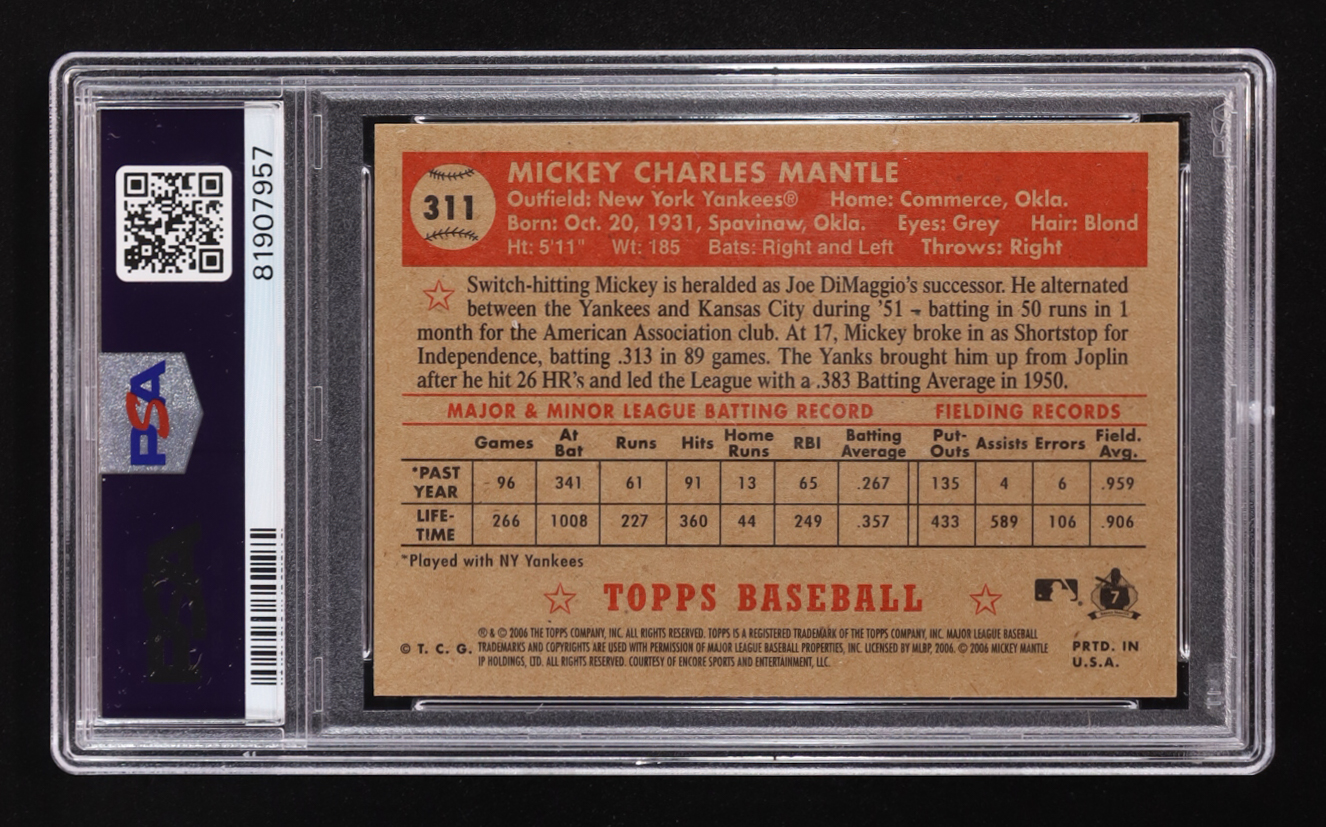 81907957
PSA
311
MICKEY CHARLES MANTLE
Outfield: New York Yankees® Home: Commerce, Okla.
Born: Oct. 20, 1931, Spavinaw, Okla. Eyes: Grey Hair: Blond
Ht: 5'11" Wt: 185 Bats: Right and Left Throws: Right
Switch-hitting Mickey is heralded as Joe DiMaggio's successor. He alternated
between the Yankees and Kansas City during '51 - batting in 50 runs in 1
month for the American Association club. At 17, Mickey broke in as Shortstop for
Independence, batting .313 in 89 games. The Yanks brought him up from Joplin
after he hit 26 HR's and led the League with a .383 Batting Average in 1950.
MAJOR & MINOR LEAGUE BATTING RECORD FIELDING RECORDS
Games At Bat Runs Hits Home Runs RBI Batting Average Put-Outs Assists Errors Field. Avg.
*PAST YEAR 96 341 61 91 13 65 .267 135 4 6 .959
LIFE-TIME 266 1008 227 360 44 249 .357 433 589 106 .906
*Played with NY Yankees
TOPPS BASEBALL
7
® & © 2006 THE TOPPS COMPANY, INC. ALL RIGHTS RESERVED. TOPPS IS A REGISTERED TRADEMARK OF THE TOPPS COMPANY, INC. MAJOR LEAGUE BASEBALL
© T. C. G. TRADEMARKS AND COPYRIGHTS ARE USED WITH PERMISSION OF MAJOR LEAGUE BASEBALL PROPERTIES, INC. LICENSED BY MLBP, 2006. © 2006 MICKEY MANTLE
IP HOLDINGS, LTD. ALL RIGHTS RESERVED. COURTESY OF ENCORE SPORTS AND ENTERTAINMENT, LLC.
PRTD. IN
U.S.A.